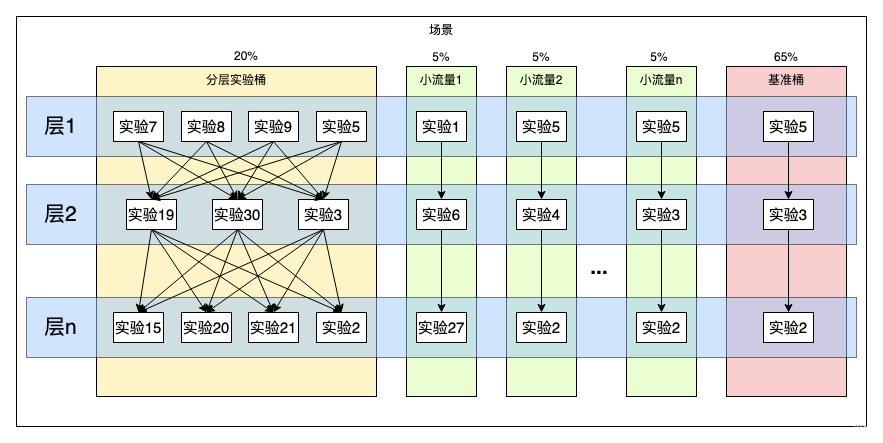 场景
20%
5%
5%
5%
65%
分层实验桶
小流量1
小流量2
小流量n
基准桶
层1
实验7
实验8
实验9
实验5
实验1
实验5
实验5
实验5
层2
实验19
实验30
实验3
实验6
实验4
实验3
实验3
...
层n
实验15
实验20
实验21
实验2
实验27
实验2
实验2
实验2